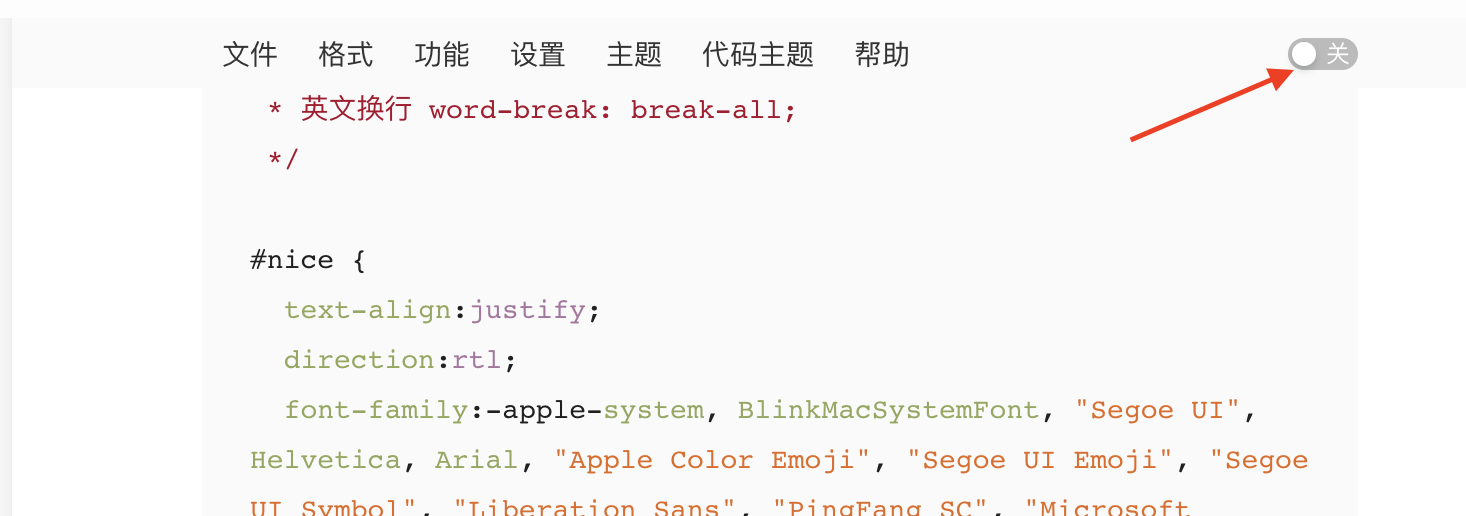 文件 格式 功能 设置 主题 代码主题 帮助 关
* 英文换行 word-break: break-all;
*/
#nice {
text-align:justify;
direction:rtl;
font-family:-apple-system, BlinkMacSystemFont, "Segoe UI",
Helvetica, Arial, "Apple Color Emoji", "Segoe UI Emoji", "Segoe
UI Symbol", "Liberation Sans", "PingFang SC", "Microsoft